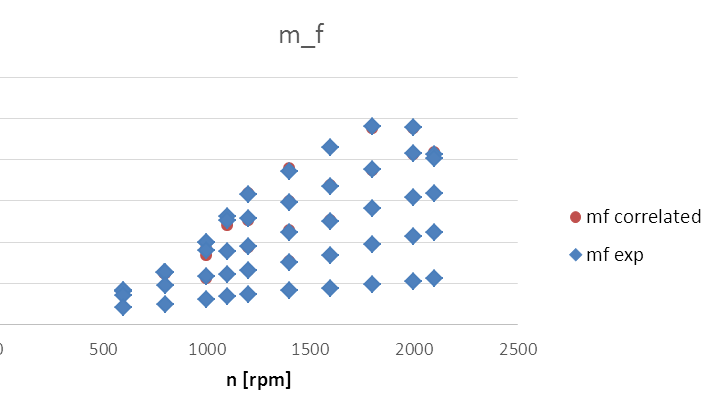 m_f
mf correlated
mf exp
0 500 1000 1500 2000 2500
n [rpm]